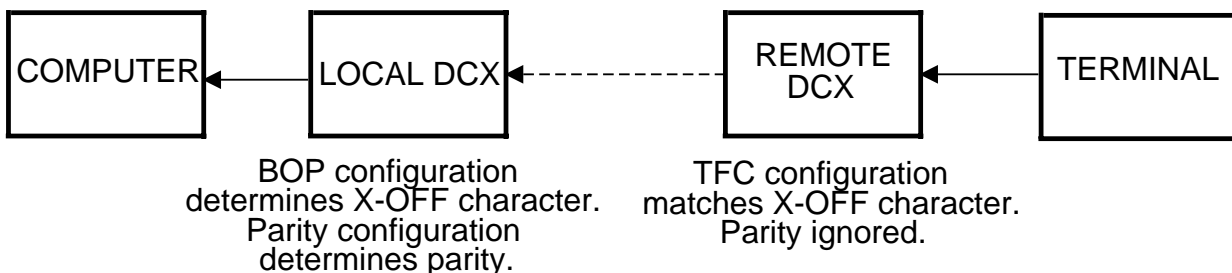 COMPUTER
LOCAL DCX
REMOTE
DCX
TERMINAL
BOP configuration
determines X-OFF character.
Parity configuration
determines parity.
TFC configuration
matches X-OFF character.
Parity ignored.